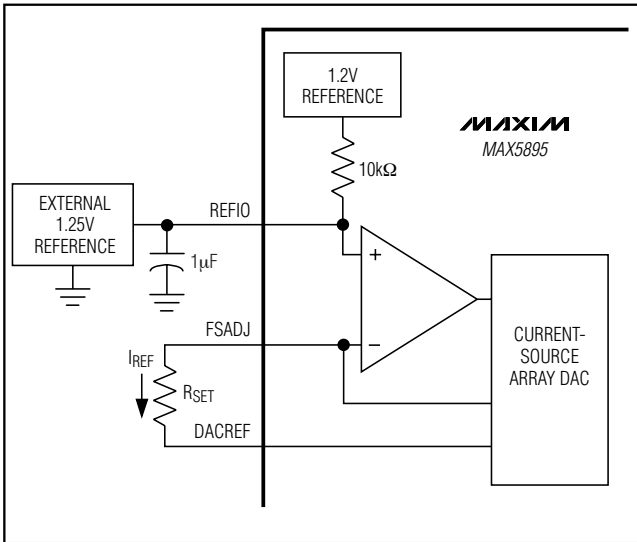 1.2V
REFERENCE
MAXIM
MAX5895
10kΩ
EXTERNAL
1.25V
REFERENCE
REFIO
1μF
+
FSADJ
−
CURRENT-
SOURCE
ARRAY DAC
IREF
RSET
DACREF